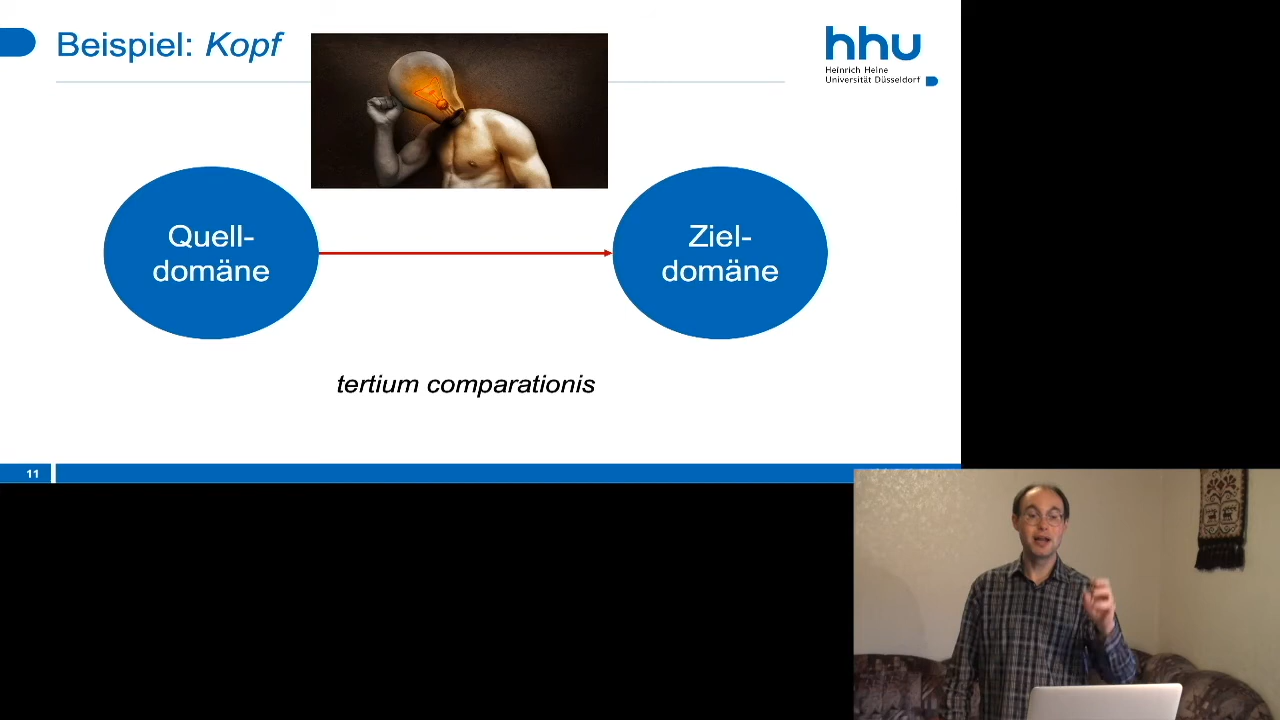 Beispiel: Kopf
hhu
Heinrich Heine
Universität Düsseldorf
Quell-
domäne
Ziel-
domäne
tertium comparationis
11